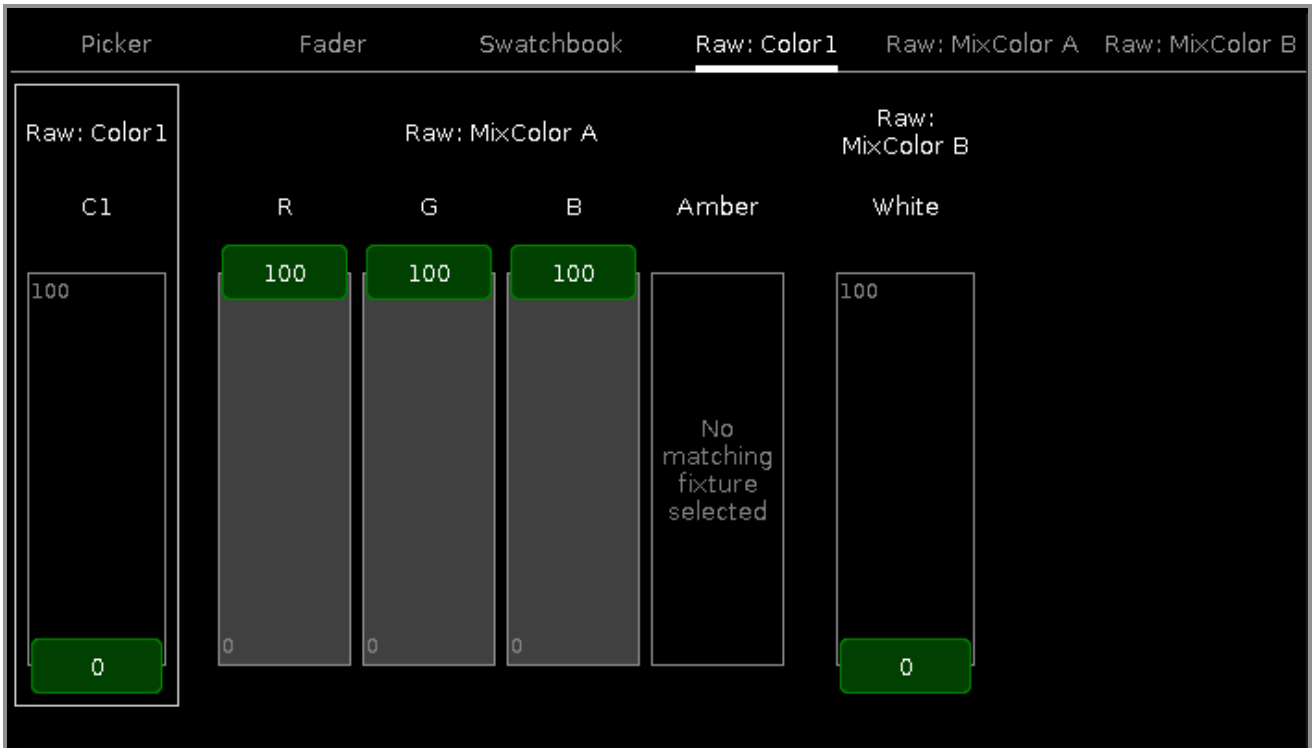 Picker Fader Swatchbook Raw: Color1 Raw: MixColor A Raw: MixColor B
Raw: Color1 Raw: MixColor A Raw:
MixColor B
C1 R G B Amber White
100 100 100
100 100
No
matching
fixture
selected
0 0 0
0 0